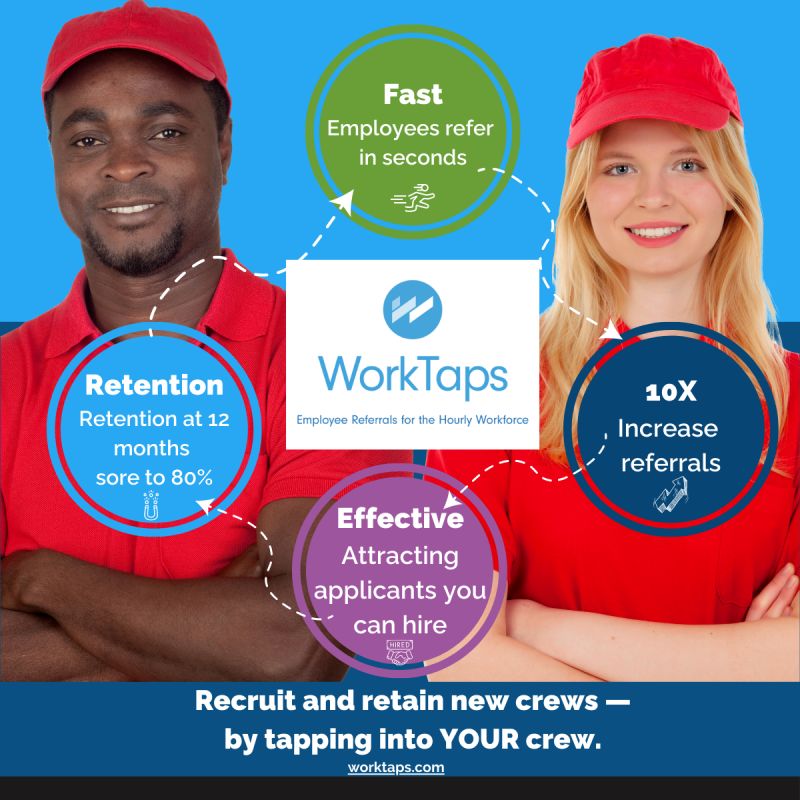 Fast
Employees refer
in seconds
WorkTaps
Employee Referrals for the Hourly Workforce
Retention
Retention at 12
months
sore to 80%
10X
Increase
referrals
Effective
Attracting
applicants you
can hire
HIRED
Recruit and retain new crews —
by tapping into YOUR crew.
worktaps.com